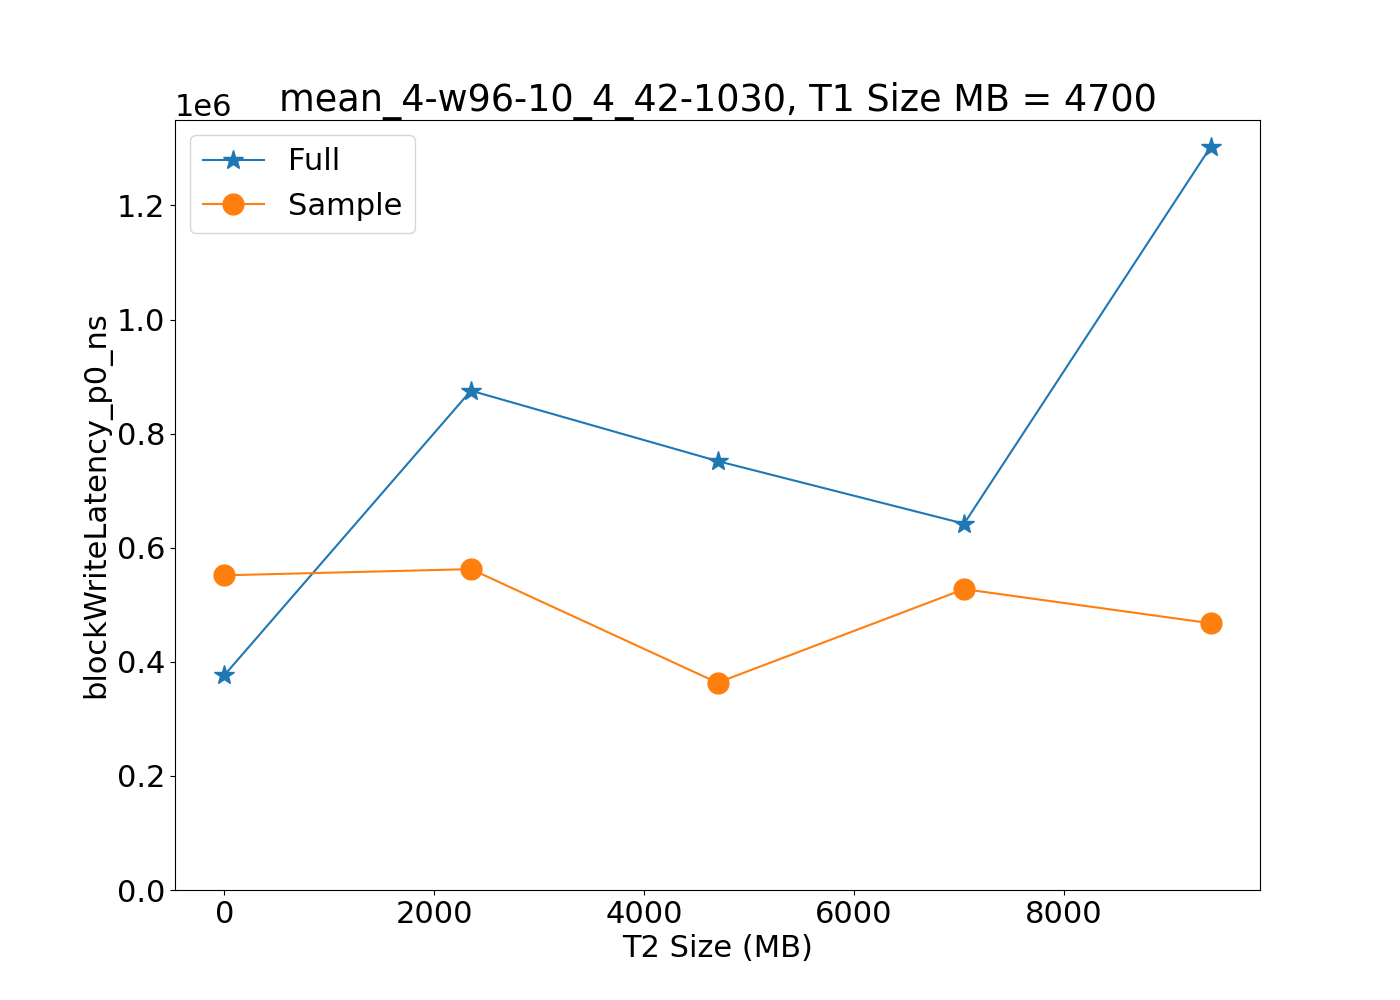 mean_4-w96-10_4_42-1030, T1 Size MB = 4700
1e6
Full
Sample
1.2
1.0
0.8
0.6
0.4
0.2
0.0
blockWriteLatency_p0_ns
0 2000 4000 6000 8000
T2 Size (MB)